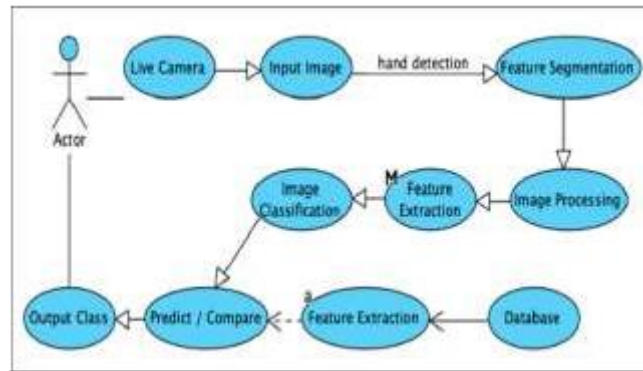 Live Camera
Input Image
hand detection
Feature Segmentation
Actor
Image
Classification
M
Feature
Extraction
Image Processing
a
Output Class
Predict / Compare
Feature Extraction
Database